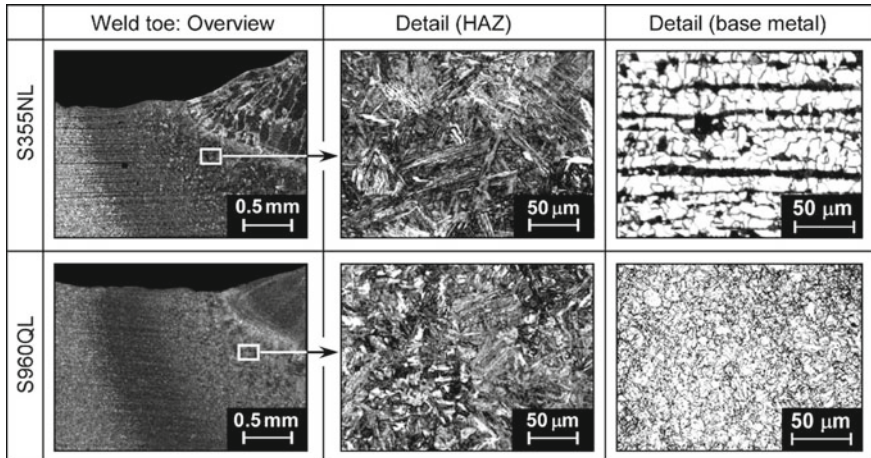 Weld toe: Overview
Detail (HAZ)
Detail (base metal)
S355NL
0.5 mm
50 µm
50 µm
S960QL
0.5 mm
50 µm
50 µm